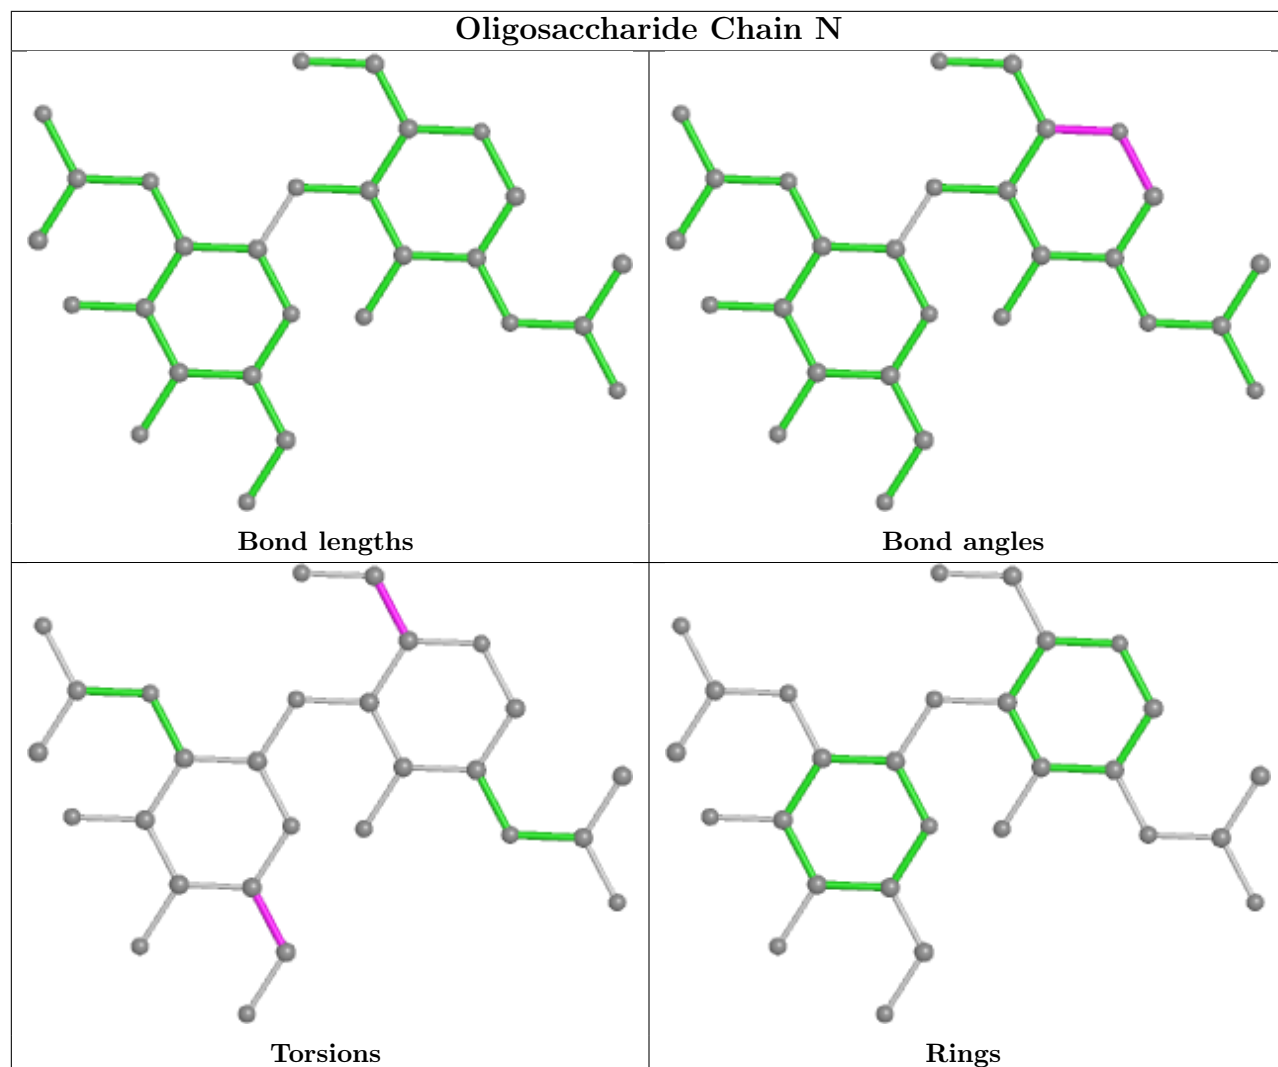 Oligosaccharide Chain N
Bond lengths
Bond angles
Torsions
Rings